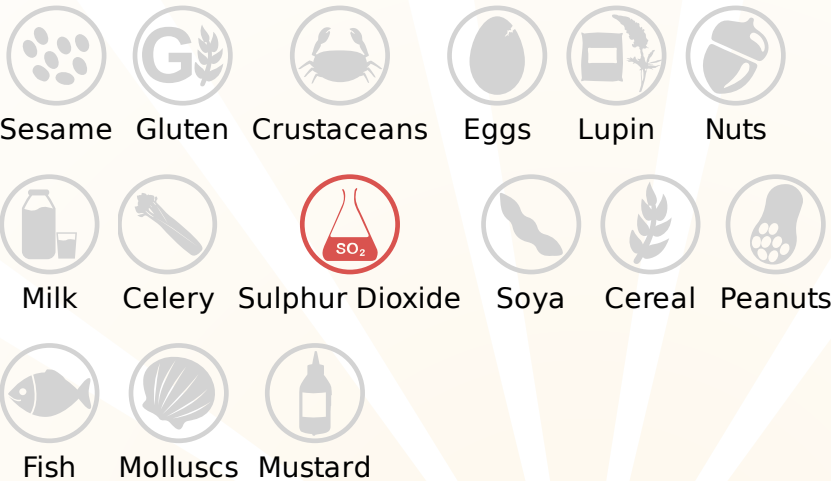 G
Sesame Gluten Crustaceans Eggs Lupin Nuts
SO₂
Milk Celery Sulphur Dioxide Soya Cereal Peanuts
Fish Molluscs Mustard